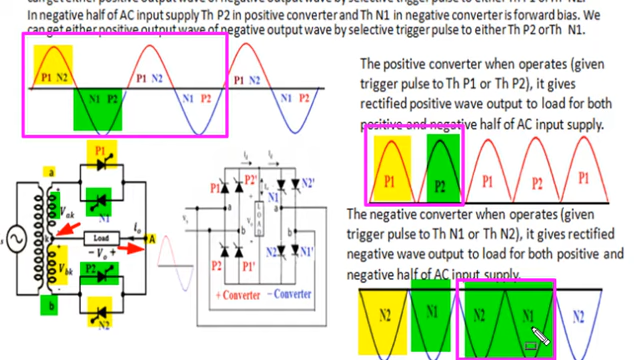 can get either positive output wave of negative output wave by selective trigger pulse to either Th P1 or Th N2.
In negative half of AC input supply Th P2 in positive converter and Th N1 in negative converter is forward bias. We
can get either positive output wave of negative output wave by selective trigger pulse to either Th P2 orTh N1.
P1 N2
P1 N2
P1 N2
N1 P2
N1 P2
N1 P2
The positive converter when operates (given
trigger pulse to Th P1 or Th P2), it gives
rectified positive wave output to load for both
positive and negative half of AC input supply.
P1
P2
P1
P2
P1
The negative converter when operates (given
trigger pulse to Th N1 or Th N2), it gives rectified
negative wave output to load for both positive and
negative half of AC input supply.
N2
N1
N2
N1
N2
a
P1
+
Vak
N1
s
k
Load
io
A
− Vo +
Vbk
P2
b
N2
P1
P2'
N1
N2'
a
b
LOAD
P2
P1'
N2
N1'
+ Converter
− Converter